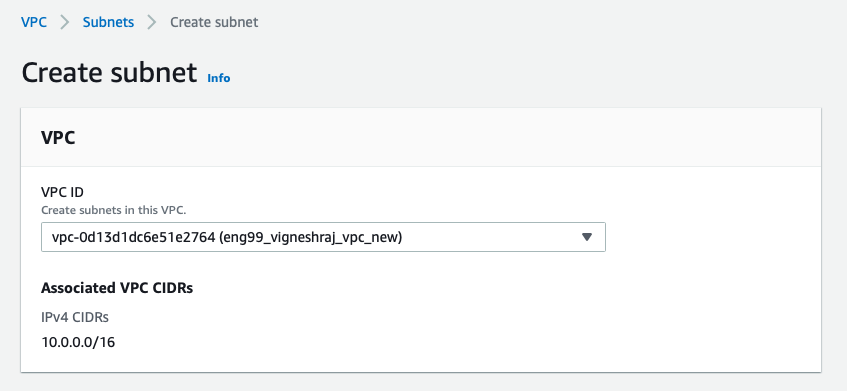 VPC > Subnets > Create subnet
Create subnet Info
VPC
VPC ID
Create subnets in this VPC.
vpc-0d13d1dc6e51e2764 (eng99_vigneshraj_vpc_new)
Associated VPC CIDRs
IPv4 CIDRs
10.0.0.0/16